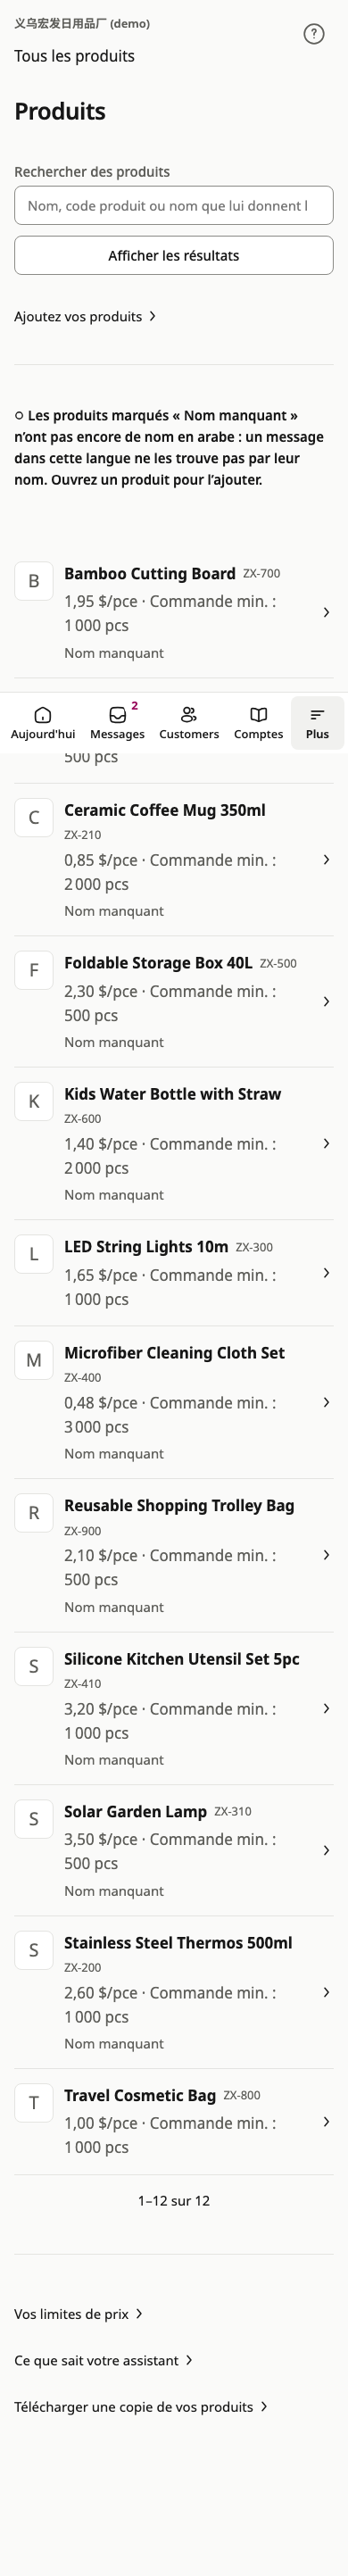 义乌宏发日用品厂 (demo)
Tous les produits
Produits
Rechercher des produits
Nom, code produit ou nom que lui donnent l
Afficher les résultats
Ajoutez vos produits
Les produits marqués « Nom manquant »
n’ont pas encore de nom en arabe : un message
dans cette langue ne les trouve pas par leur
nom. Ouvrez un produit pour l’ajouter.
B
Bamboo Cutting Board ZX-700
1,95 $/pce · Commande min. :
1 000 pcs
Nom manquant
2
Aujourd'hui Messages Customers Comptes Plus
500 pcs
C
Ceramic Coffee Mug 350ml
ZX-210
0,85 $/pce · Commande min. :
2 000 pcs
Nom manquant
F
Foldable Storage Box 40L ZX-500
2,30 $/pce · Commande min. :
500 pcs
Nom manquant
K
Kids Water Bottle with Straw
ZX-600
1,40 $/pce · Commande min. :
2 000 pcs
Nom manquant
L
LED String Lights 10m ZX-300
1,65 $/pce · Commande min. :
1 000 pcs
M
Microfiber Cleaning Cloth Set
ZX-400
0,48 $/pce · Commande min. :
3 000 pcs
Nom manquant
R
Reusable Shopping Trolley Bag
ZX-900
2,10 $/pce · Commande min. :
500 pcs
Nom manquant
S
Silicone Kitchen Utensil Set 5pc
ZX-410
3,20 $/pce · Commande min. :
1 000 pcs
Nom manquant
S
Solar Garden Lamp ZX-310
3,50 $/pce · Commande min. :
500 pcs
Nom manquant
S
Stainless Steel Thermos 500ml
ZX-200
2,60 $/pce · Commande min. :
1 000 pcs
Nom manquant
T
Travel Cosmetic Bag ZX-800
1,00 $/pce · Commande min. :
1 000 pcs
1–12 sur 12
Vos limites de prix
Ce que sait votre assistant
Télécharger une copie de vos produits